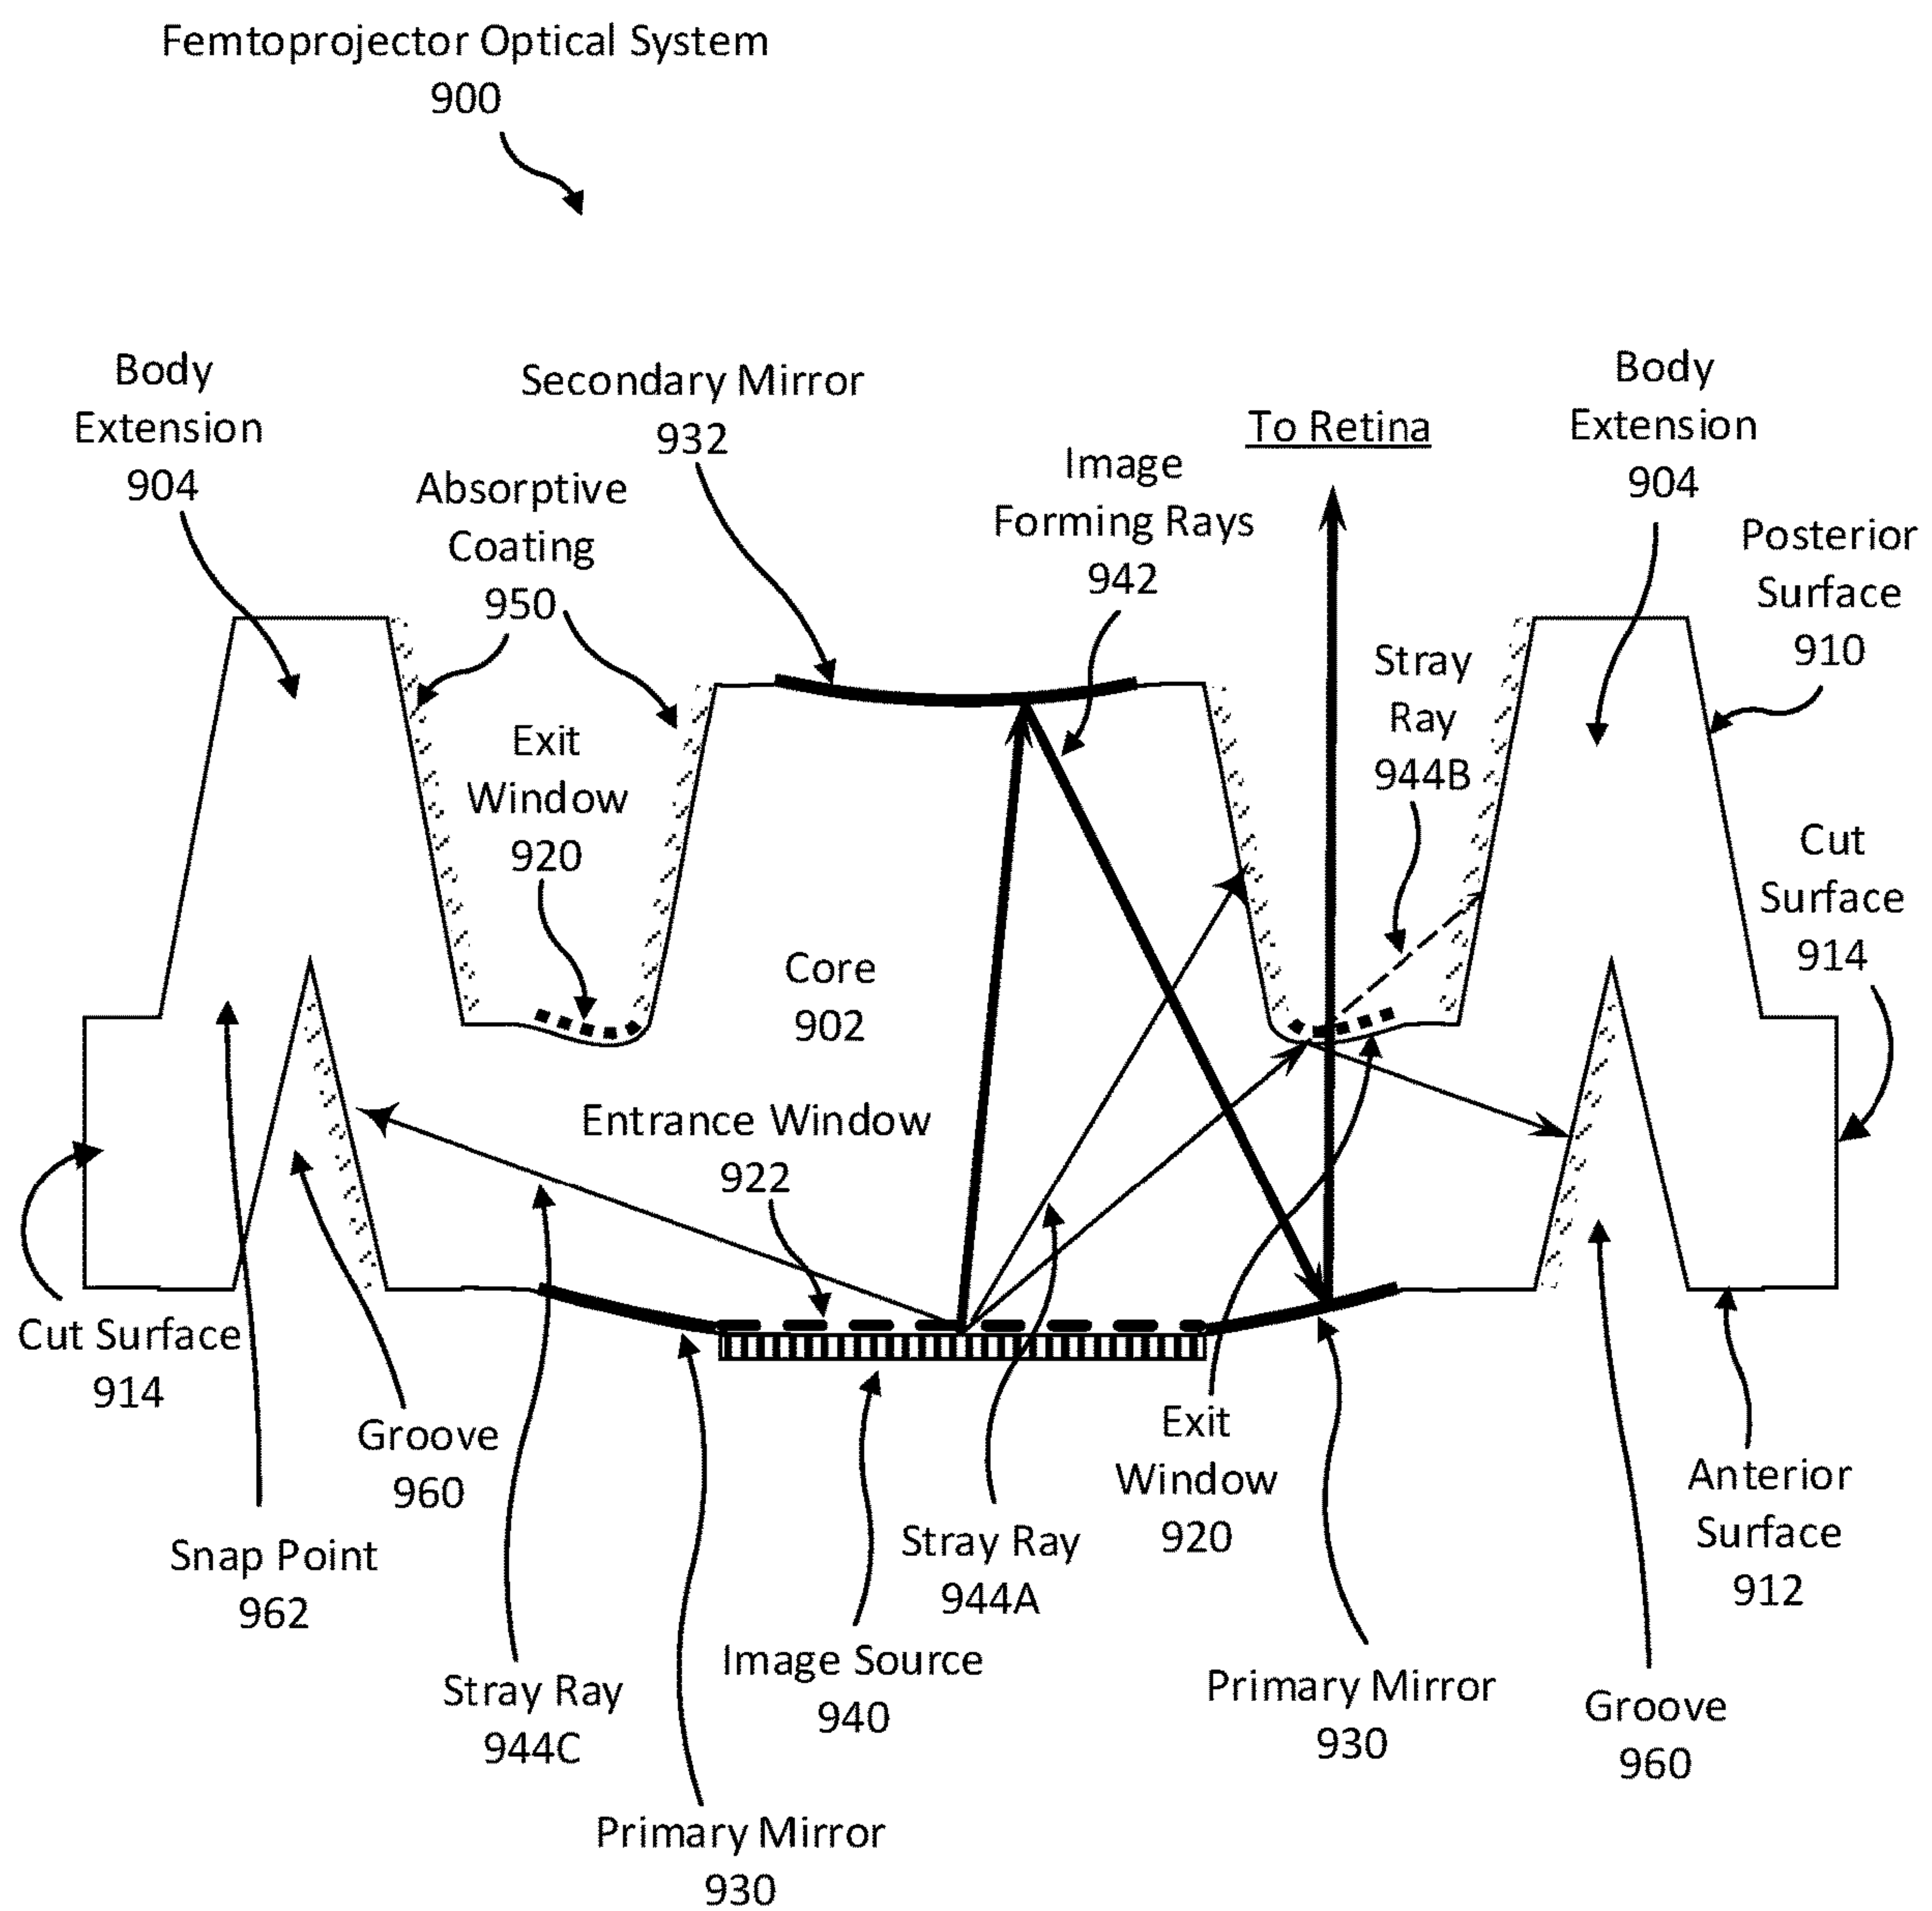 Femtoprojector Optical System
900
Body
Extension
904
Secondary Mirror
932
Absorptive
Coating
950
Exit
Window
920
To Retina
Image
Forming Rays
942
Body
Extension
904
Posterior
Surface
910
Stray
Ray
944B
Cut
Surface
914
Core
902
Entrance Window
922
Cut Surface
914
Groove
960
Snap Point
962
Stray Ray
944C
Primary Mirror
930
Image Source
940
Stray Ray
944A
Exit
Window
920
Primary Mirror
930
Anterior
Surface
912
Groove
960